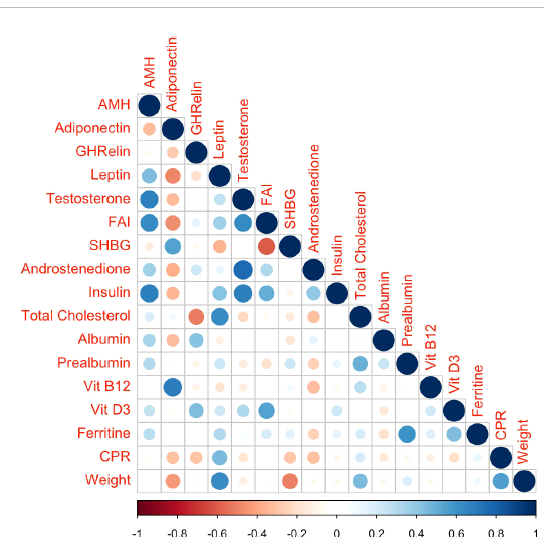 AMH
Adiponectin
GHRelin
Leptin
Testosterone
FAI
SHBG
Androstenedione
Insulin
Total Cholesterol
Albumin
Prealbumin
Vit B12
Vit D3
Ferritine
CPR
Weight
AMH
Adiponectin
GHRelin
Leptin
Testosterone
FAI
SHBG
Androstenedione
Insulin
Total Cholesterol
Albumin
Prealbumin
Vit B12
Vit D3
Ferritine
CPR
Weight
-1 -0.8 -0.6 -0.4 -0.2 0 0.2 0.4 0.6 0.8 1